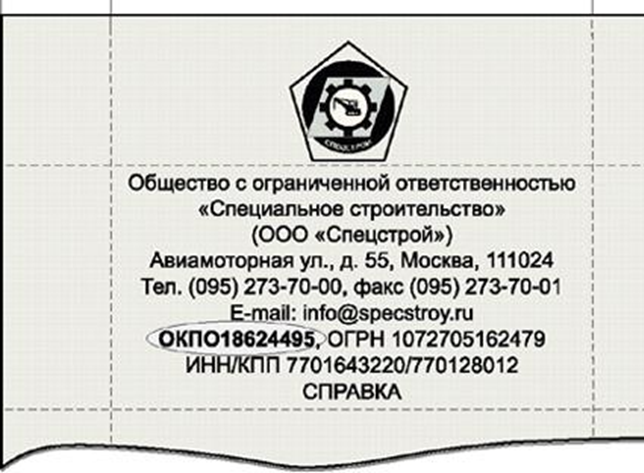 СПЕЦСТРОЙ
Общество с ограниченной ответственностью
«Специальное строительство»
(ООО «Спецстрой»)
Авиамоторная ул., д. 55, Москва, 111024
Тел. (095) 273-70-00, факс (095) 273-70-01
E-mail: info@specstroy.ru
ОКПО18624495, ОГРН 1072705162479
ИНН/КПП 7701643220/770128012
СПРАВКА